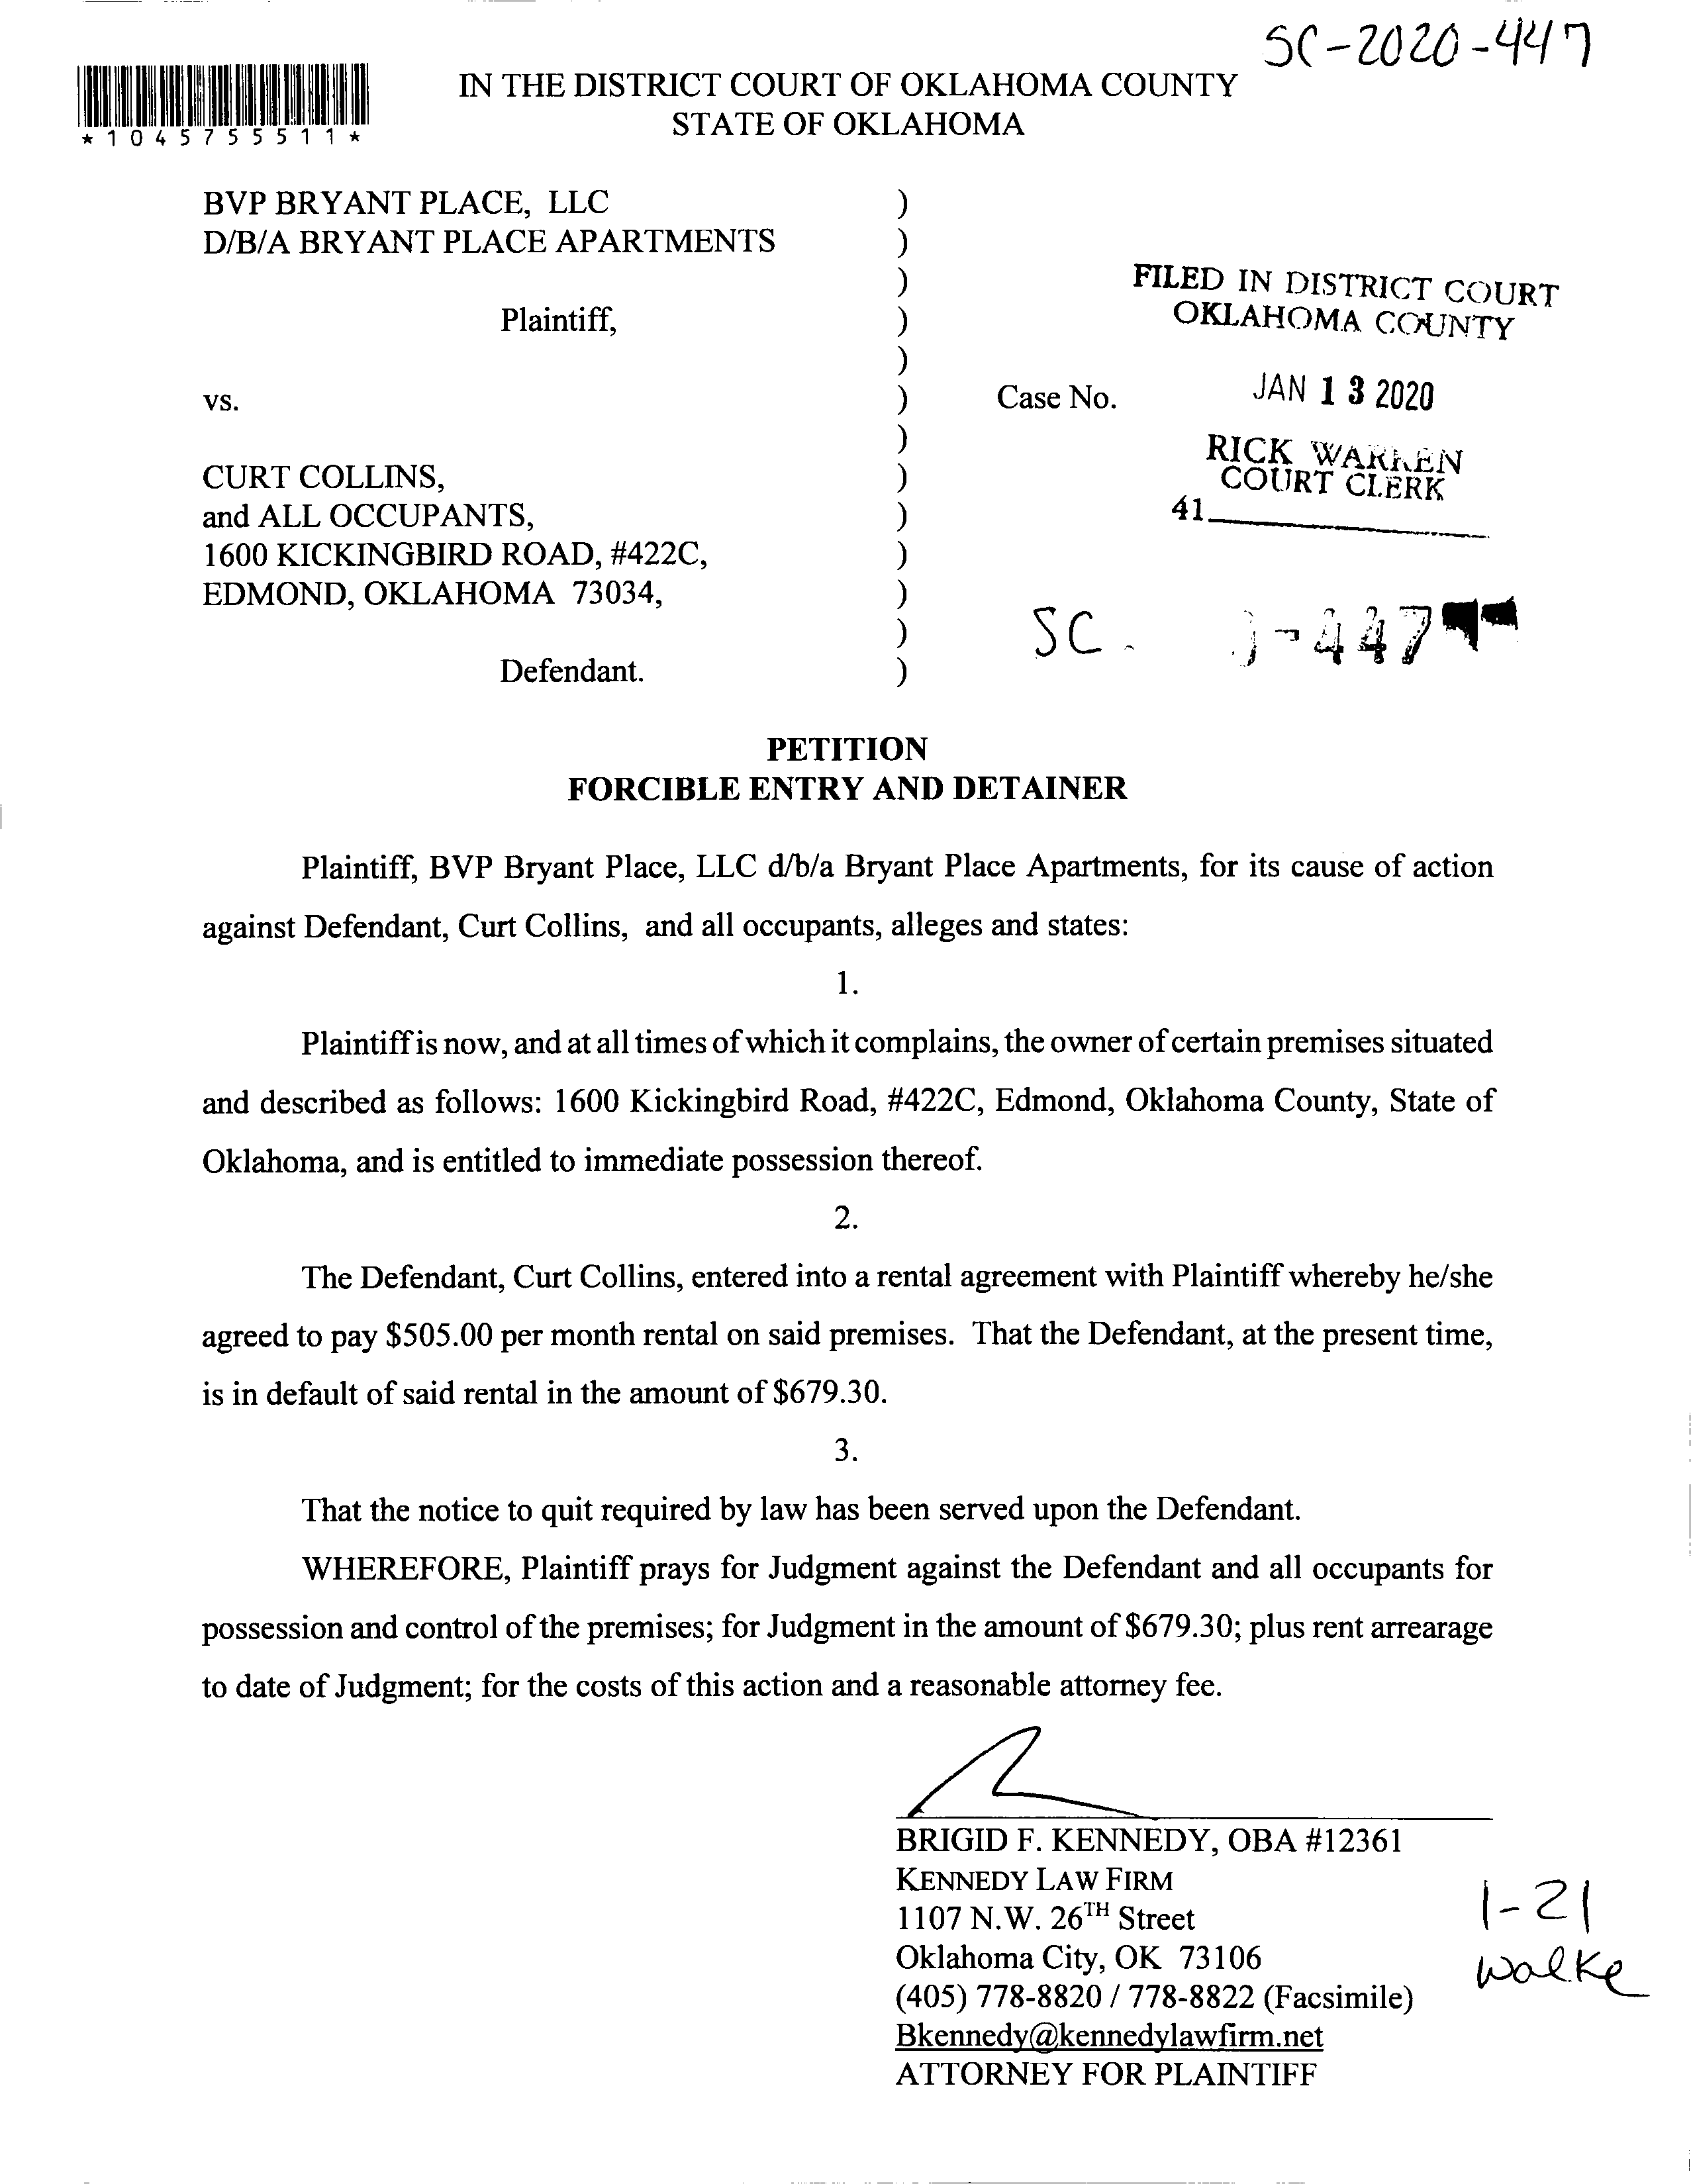 SC-2020-447
*1045755511*
IN THE DISTRICT COURT OF OKLAHOMA COUNTY
STATE OF OKLAHOMA
BVP BRYANT PLACE, LLC )
D/B/A BRYANT PLACE APARTMENTS )
)
Plaintiff, )
)
vs. )
)
CURT COLLINS, )
and ALL OCCUPANTS, )
1600 KICKINGBIRD ROAD, #422C, )
EDMOND, OKLAHOMA 73034, )
)
Defendant. )
FILED IN DISTRICT COURT
OKLAHOMA COUNTY
Case No.
JAN 13 2020
RICK WARREN
COURT CLERK
41
SC -447
PETITION
FORCIBLE ENTRY AND DETAINER
Plaintiff, BVP Bryant Place, LLC d/b/a Bryant Place Apartments, for its cause of action
against Defendant, Curt Collins, and all occupants, alleges and states:
1.
Plaintiff is now, and at all times of which it complains, the owner of certain premises situated
and described as follows: 1600 Kickingbird Road, #422C, Edmond, Oklahoma County, State of
Oklahoma, and is entitled to immediate possession thereof.
2.
The Defendant, Curt Collins, entered into a rental agreement with Plaintiff whereby he/she
agreed to pay $505.00 per month rental on said premises. That the Defendant, at the present time,
is in default of said rental in the amount of $679.30.
3.
That the notice to quit required by law has been served upon the Defendant.
WHEREFORE, Plaintiff prays for Judgment against the Defendant and all occupants for
possession and control of the premises; for Judgment in the amount of $679.30; plus rent arrearage
to date of Judgment; for the costs of this action and a reasonable attorney fee.
BRIGID F. KENNEDY, OBA #12361
KENNEDY LAW FIRM
1107 N.W. 26TH Street
Oklahoma City, OK 73106
(405) 778-8820 / 778-8822 (Facsimile)
Bkennedy@kennedylawfirm.net
ATTORNEY FOR PLAINTIFF
1-21
Walke